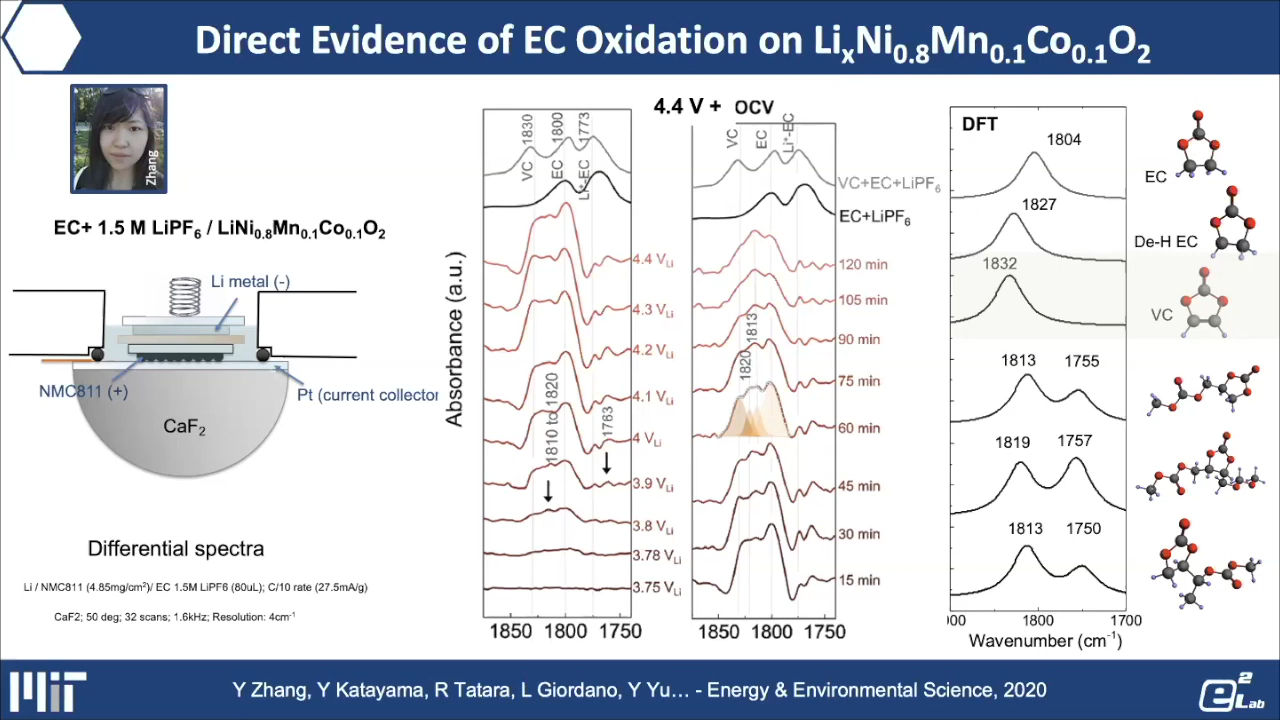 Direct Evidence of EC Oxidation on LixNi0.8Mn0.1Co0.1O2
Zhang
EC+ 1.5 M LiPF6 / LiNi0.8Mn0.1Co0.1O2
Li metal (-)
NMC811 (+)
Pt (current collector
CaF2
Differential spectra
Li / NMC811 (4.85mg/cm2)/ EC 1.5M LiPF6 (80uL); C/10 rate (27.5mA/g)
CaF2; 50 deg; 32 scans; 1.6kHz; Resolution: 4cm-1
Absorbance (a.u.)
VC 1830
EC 1800
Li+-EC 1773
4.4 VLi
4.3 VLi
4.2 VLi
4.1 VLi
4 VLi
3.9 VLi
3.8 VLi
3.78 VLi
3.75 VLi
1810 to 1820
1763
1850 1800 1750
4.4 V + OCV
VC
EC
Li+-EC
VC+EC+LiPF6
EC+LiPF6
120 min
105 min
90 min
75 min
60 min
45 min
30 min
15 min
1820
1813
1850 1800 1750
DFT
1804
EC
1827
De-H EC
1832
VC
1813 1755
1819 1757
1813 1750
00 1800 1700
Wavenumber (cm-1)
MIT
Y Zhang, Y Katayama, R Tatara, L Giordano, Y Yu… - Energy & Environmental Science, 2020
e2Lab